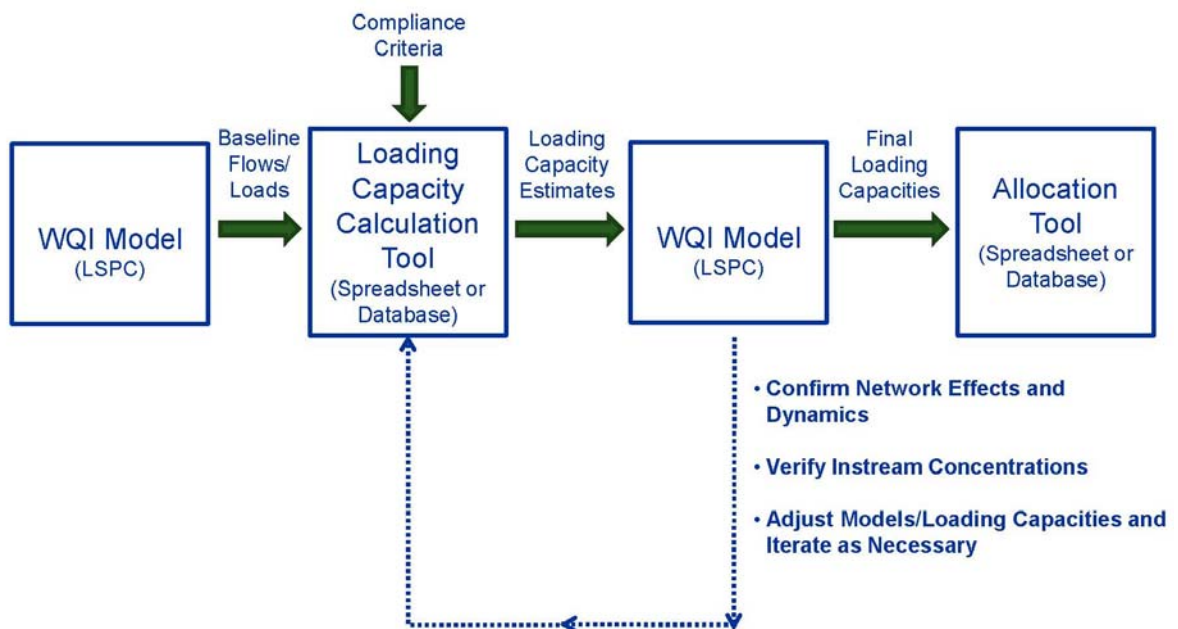 Compliance
Criteria
WQI Model
(LSPC)
Baseline
Flows/
Loads
Loading
Capacity
Calculation
Tool
(Spreadsheet or
Database)
Loading
Capacity
Estimates
WQI Model
(LSPC)
Final
Loading
Capacities
Allocation
Tool
(Spreadsheet or
Database)
• Confirm Network Effects and
Dynamics
• Verify Instream Concentrations
• Adjust Models/Loading Capacities and
Iterate as Necessary